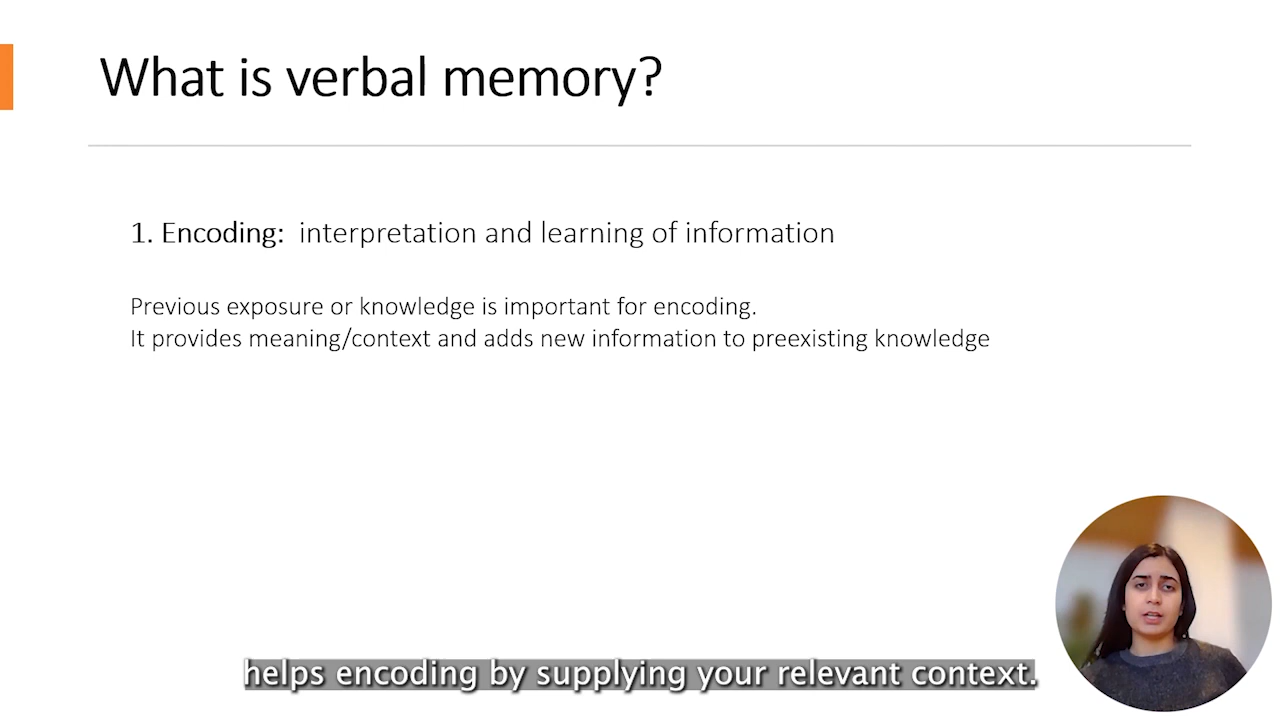 What is verbal memory?
1. Encoding: interpretation and learning of information
Previous exposure or knowledge is important for encoding.
It provides meaning/context and adds new information to preexisting knowledge
helps encoding by supplying your relevant context.